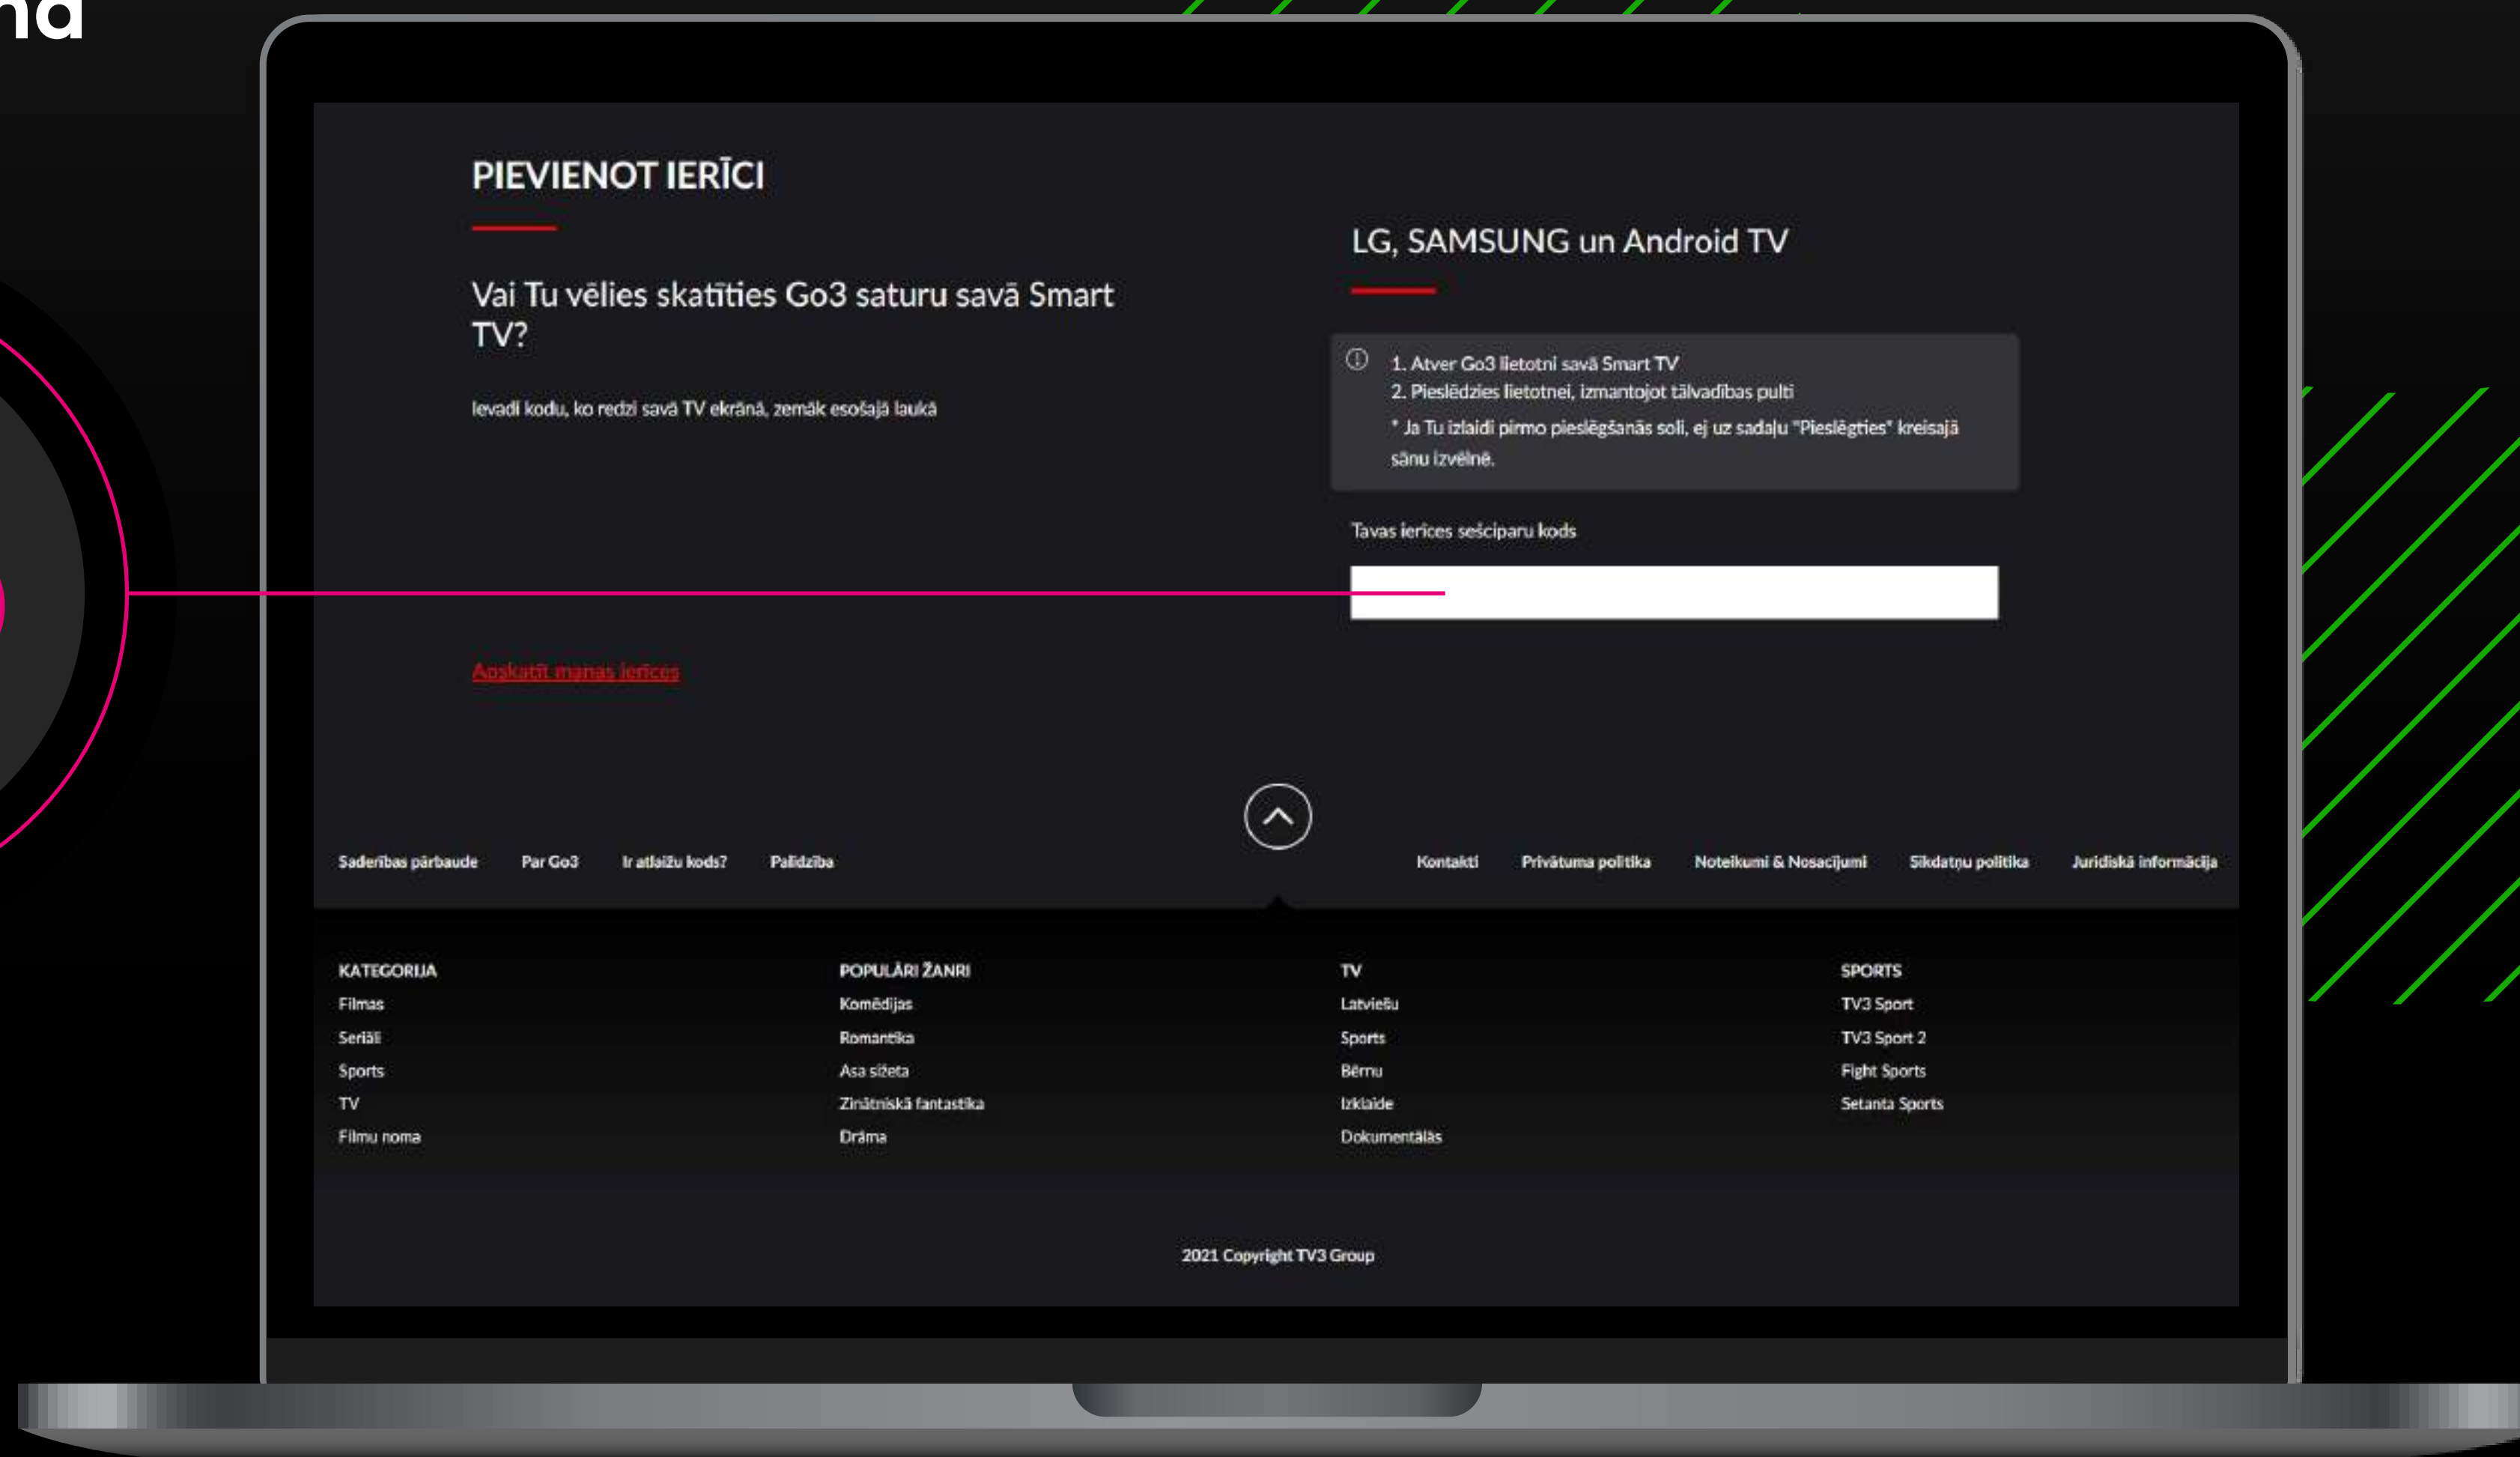 PIEVIENOT IERĪCI
Vai Tu vēlies skatīties Go3 saturu savā Smart
TV?
Ievadi kodu, ko redzi savā TV ekrānā, zemāk esošajā laukā
Apskatīt manas ierīces
LG, SAMSUNG un Android TV
1. Atver Go3 lietotni savā Smart TV
2. Pieslēdzies lietotnei, izmantojot tālvadības pulti
* Ja Tu izlaidi pirmo pieslēgšanās soli, ej uz sadaļu "Pieslēgties" kreisajā
sānu izvēlnē.
Tavas ierīces sešciparu kods
Saderības pārbaude Par Go3 Ir atlaižu kods? Palīdzība
Kontakti Privātuma politika Noteikumi & Nosacījumi Sīkdatņu politika Juridiskā informācija
KATEGORIJA
Filmas
Seriāli
Sports
TV
Filmu noma
POPULĀRI ŽANRI
Komēdijas
Romantika
Asa sižeta
Zinātniskā fantastika
Drāma
TV
Latviešu
Sports
Bērnu
Izklaide
Dokumentālās
SPORTS
TV3 Sport
TV3 Sport 2
Fight Sports
Setanta Sports
2021 Copyright TV3 Group